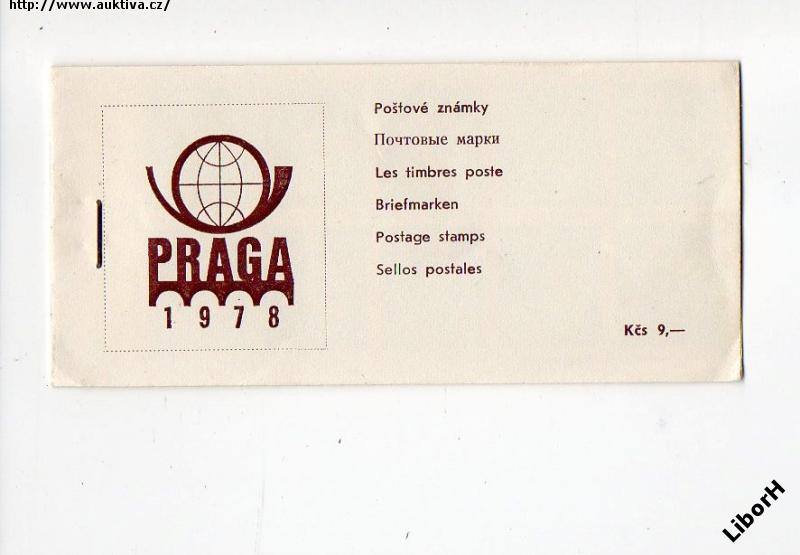 http://www.auktiva.cz/
Poštové známky
Почтовые марки
Les timbres poste
Briefmarken
Postage stamps
Sellos postales
PRAGA
1978
Kčs 9,—
LiborH